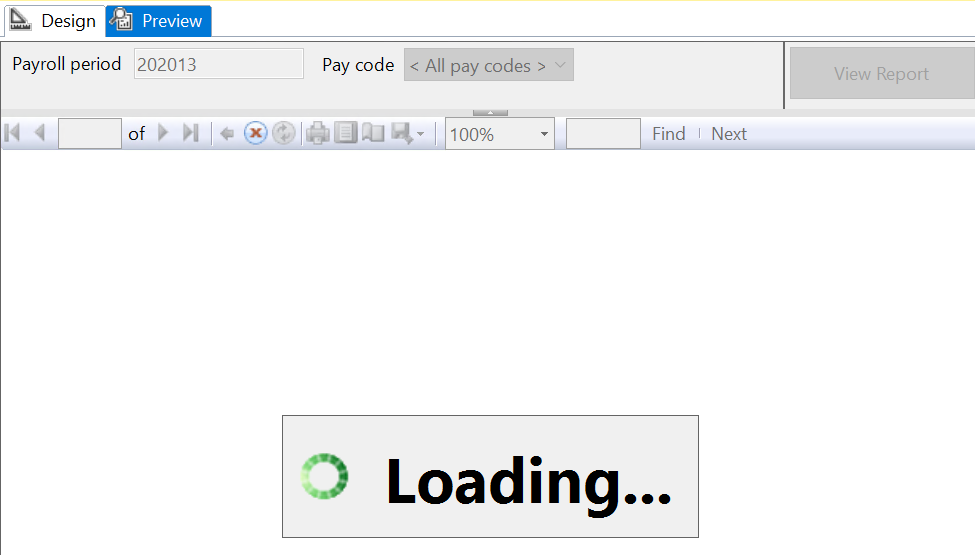 Design Preview
Payroll period 202013 Pay code < All pay codes > View Report
of 100% Find Next
Loading...